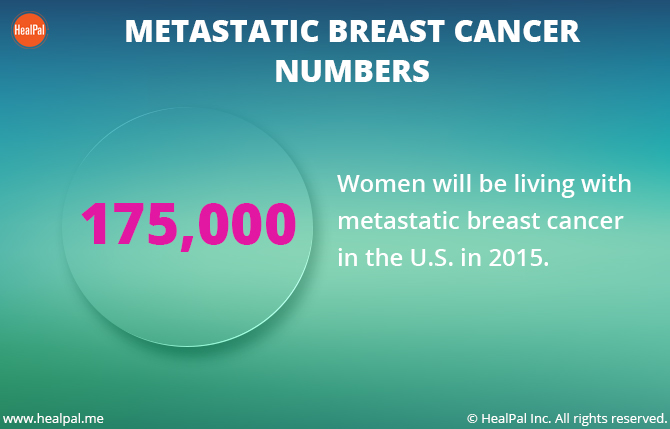 HealPal
METASTATIC BREAST CANCER
NUMBERS
175,000
Women will be living with
metastatic breast cancer
in the U.S. in 2015.
www.healpal.me
© HealPal Inc. All rights reserved.